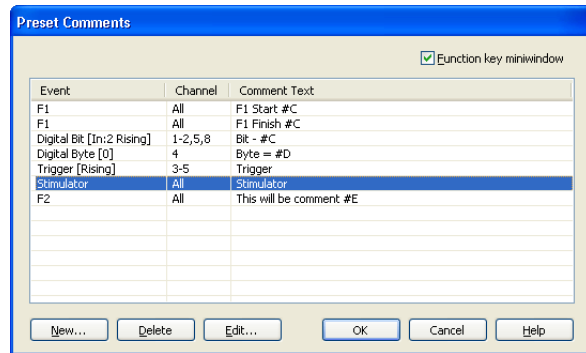 Preset Comments
Function key miniwindow
Event Channel Comment Text
F1 All F1 Start #C
F1 All F1 Finish #C
Digital Bit [In:2 Rising] 1-2,5,8 Bit - #C
Digital Byte [0] 4 Byte = #D
Trigger [Rising] 3-5 Trigger
Stimulator All Stimulator
F2 All This will be comment #E
New... Delete Edit... OK Cancel Help